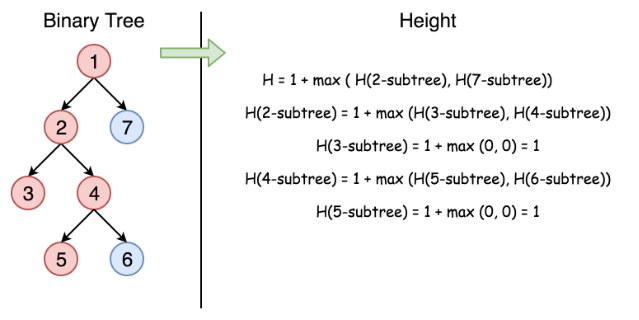 Binary Tree
Height
1
2
7
3
4
5
6
H = 1 + max ( H(2-subtree), H(7-subtree))
H(2-subtree) = 1 + max (H(3-subtree), H(4-subtree))
H(3-subtree) = 1 + max (0, 0) = 1
H(4-subtree) = 1 + max (H(5-subtree), H(6-subtree))
H(5-subtree) = 1 + max (0, 0) = 1